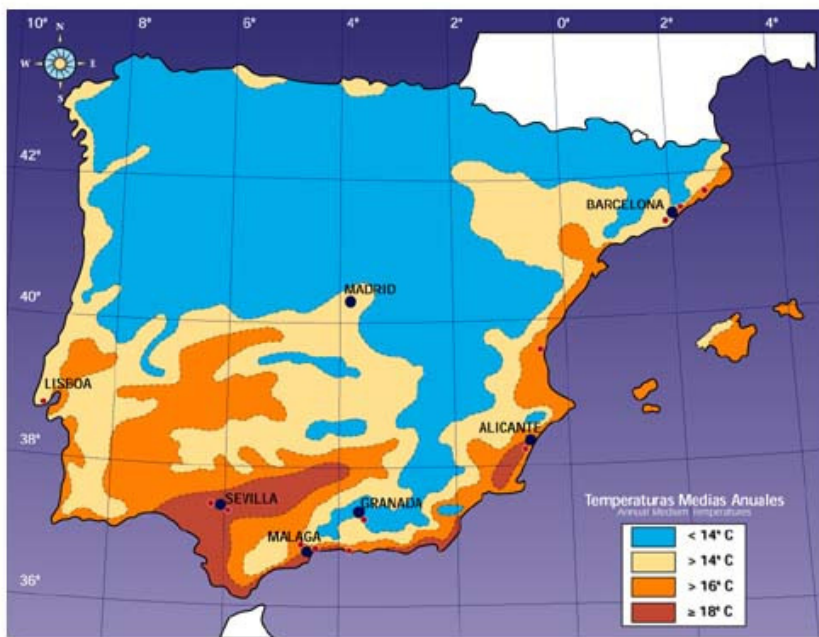 10° 8° 6° 4° 2° 0° 2° 4°
N
W E
S
42°
BARCELONA
MADRID
40°
LISBOA
ALICANTE
38°
SEVILLA
GRANADA
MALAGA
36°
Temperaturas Medias Anuales
Annual Medium Temperatures
< 14° C
> 14° C
> 16° C
≥ 18° C